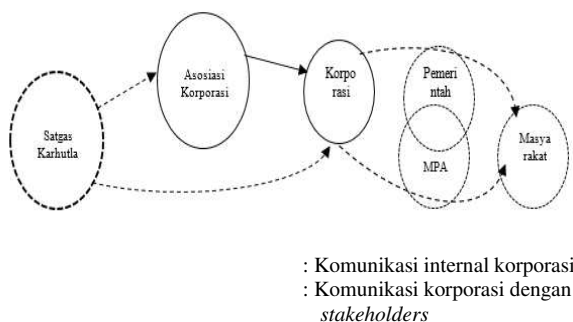 Asosiasi
Korporasi
Korpo
rasi
Pemeri
ntah
Satgas
Karhutla
MPA
Masya
rakat
: Komunikasi internal korporasi
: Komunikasi korporasi dengan
stakeholders